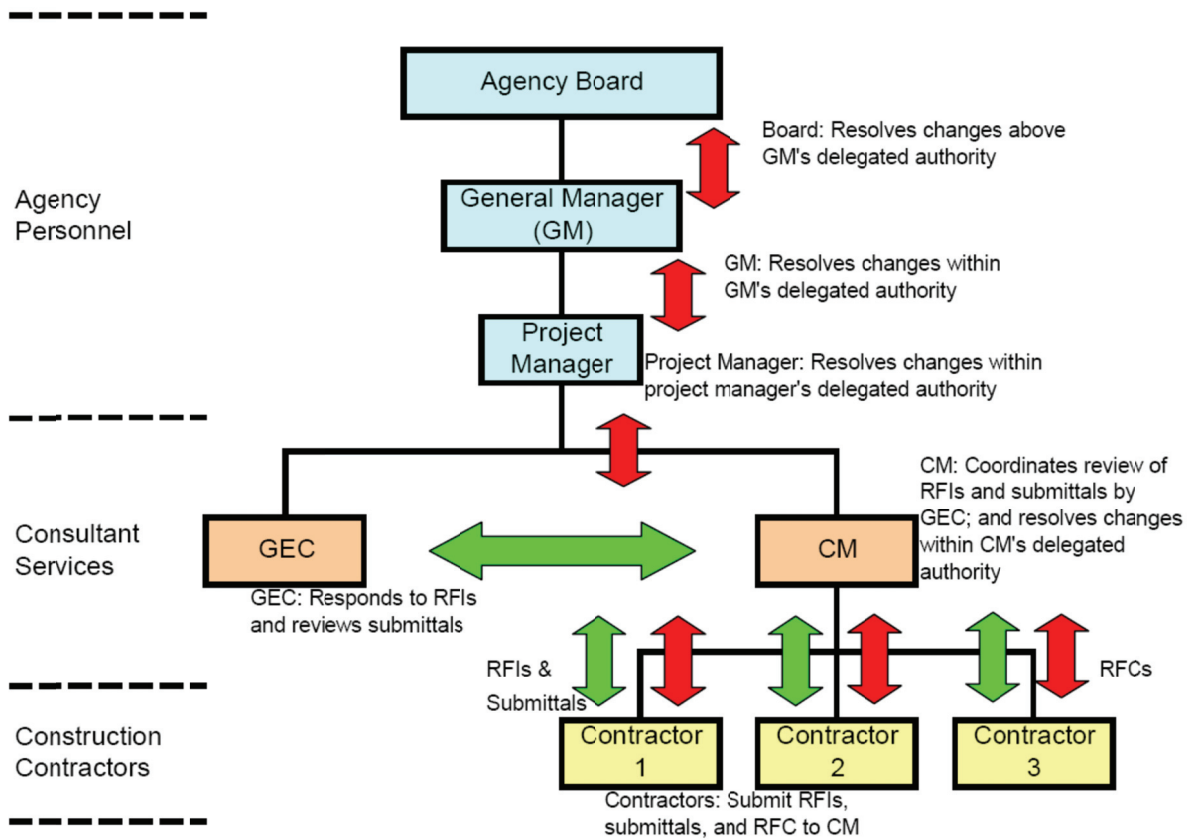 Agency Board
Board: Resolves changes above
GM's delegated authority
Agency
Personnel
General Manager
(GM)
GM: Resolves changes within
GM's delegated authority
Project
Manager
Project Manager: Resolves changes within
project manager's delegated authority
Consultant
Services
GEC
GEC: Responds to RFIs
and reviews submittals
CM
CM: Coordinates review of
RFIs and submittals by
GEC; and resolves changes
within CM's delegated
authority
RFIs &
Submittals
RFCs
Construction
Contractors
Contractor
1
Contractor
2
Contractor
3
Contractors: Submit RFIs,
submittals, and RFC to CM